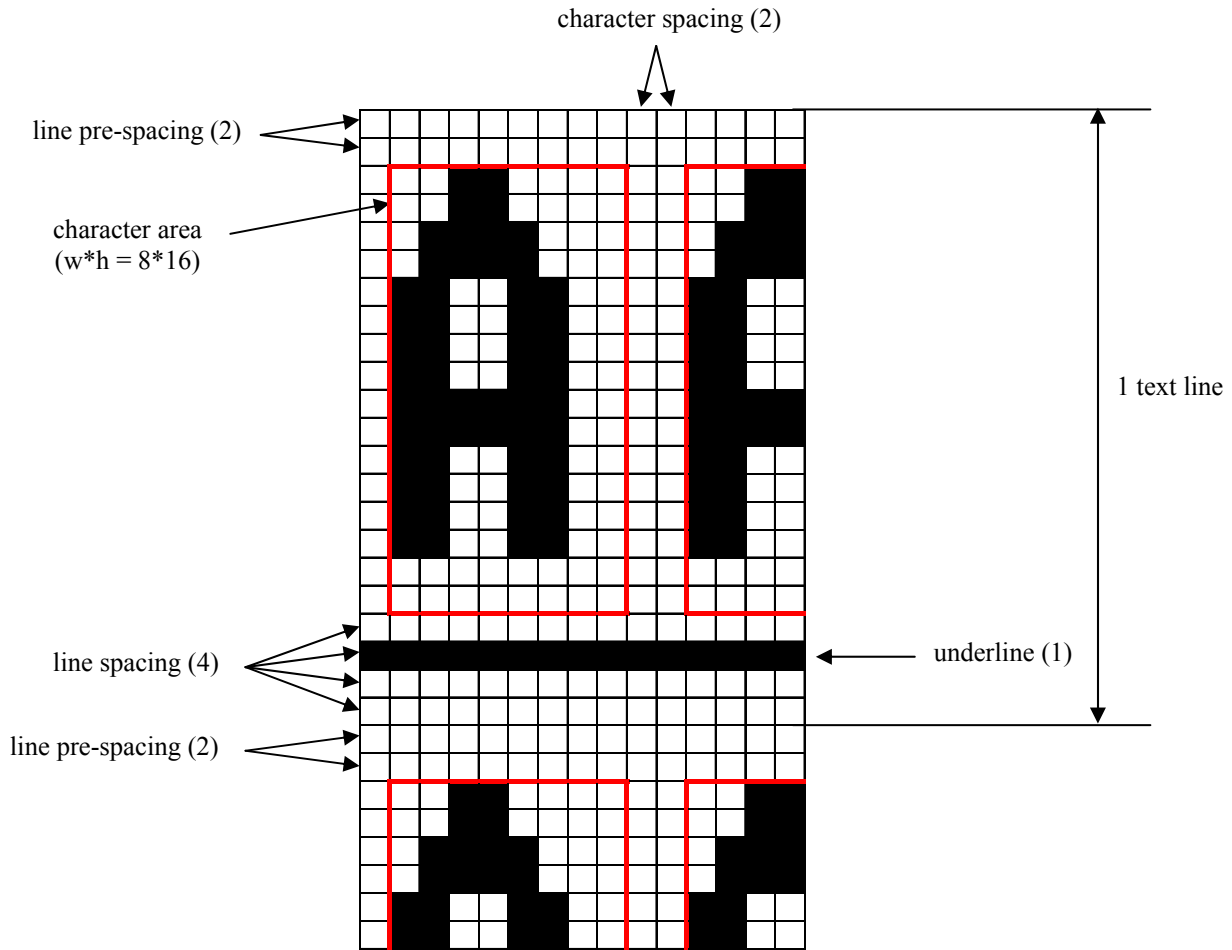 character spacing (2)
line pre-spacing (2)
character area
(w*h = 8*16)
1 text line
line spacing (4)
underline (1)
line pre-spacing (2)